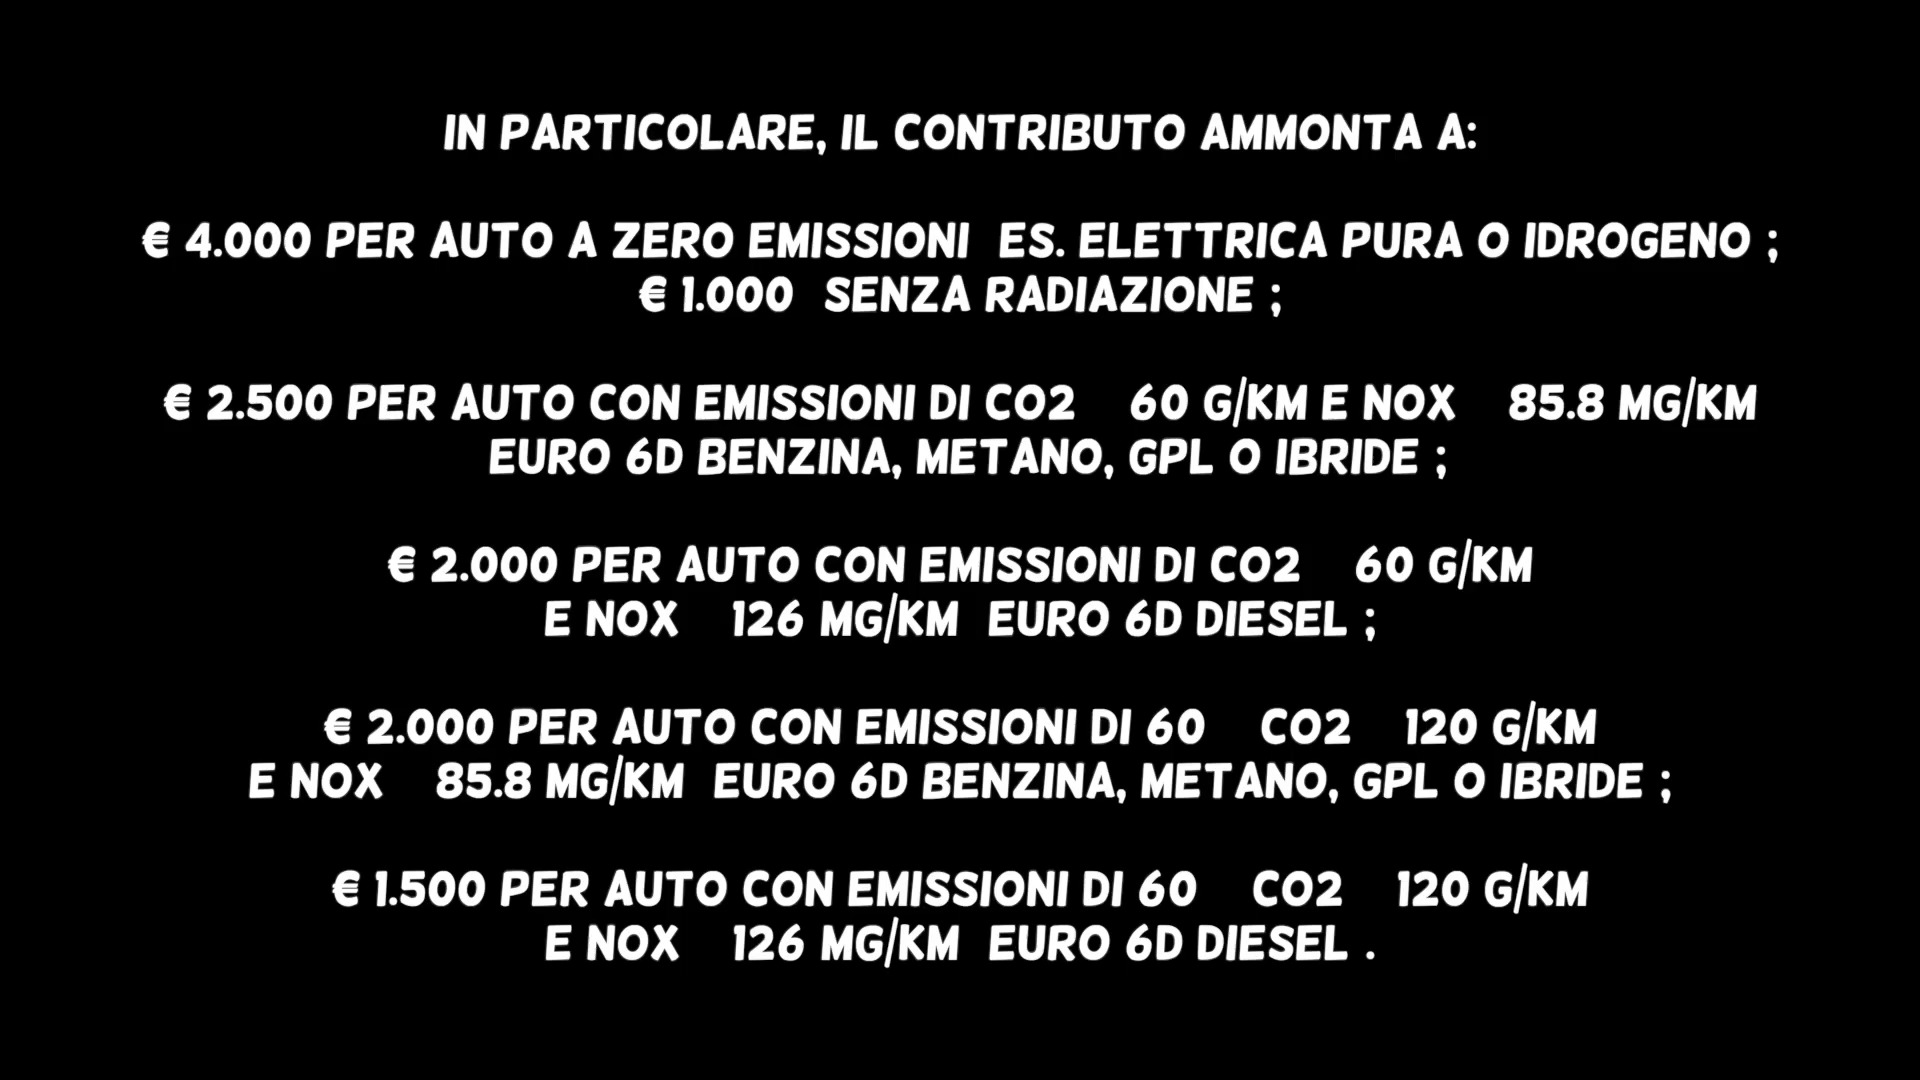 IN PARTICOLARE, IL CONTRIBUTO AMMONTA A:
€ 4.000 PER AUTO A ZERO EMISSIONI ES. ELETTRICA PURA O IDROGENO ;
€ 1.000 SENZA RADIAZIONE ;
€ 2.500 PER AUTO CON EMISSIONI DI CO2 60 G/KM E NOX 85.8 MG/KM
EURO 6D BENZINA, METANO, GPL O IBRIDE ;
€ 2.000 PER AUTO CON EMISSIONI DI CO2 60 G/KM
E NOX 126 MG/KM EURO 6D DIESEL ;
€ 2.000 PER AUTO CON EMISSIONI DI 60 CO2 120 G/KM
E NOX 85.8 MG/KM EURO 6D BENZINA, METANO, GPL O IBRIDE ;
€ 1.500 PER AUTO CON EMISSIONI DI 60 CO2 120 G/KM
E NOX 126 MG/KM EURO 6D DIESEL .